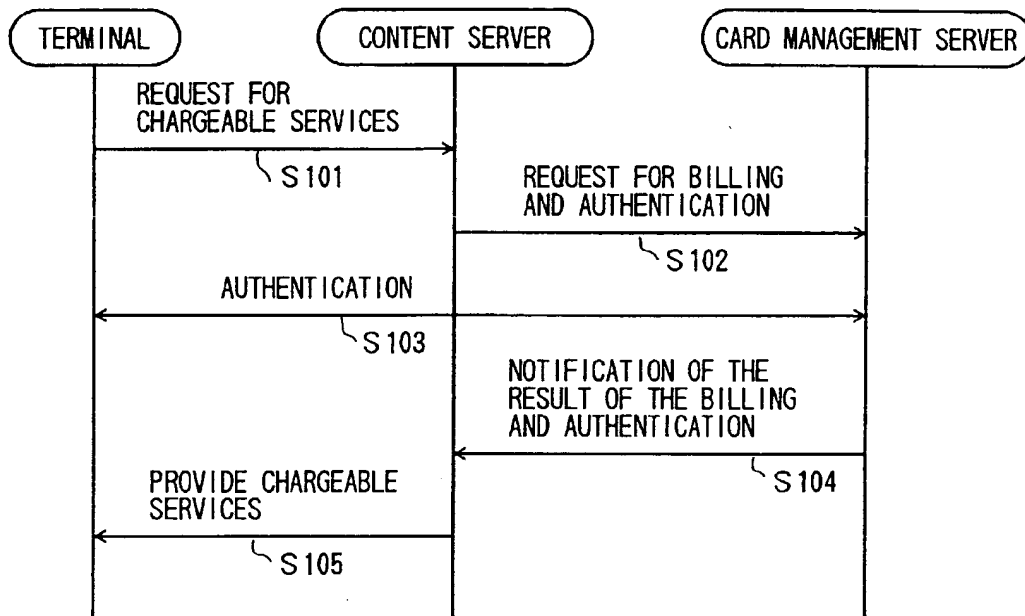 TERMINAL
CONTENT SERVER
CARD MANAGEMENT SERVER
REQUEST FOR
CHARGEABLE SERVICES
S101
REQUEST FOR BILLING
AND AUTHENTICATION
S102
AUTHENTICATION
S103
NOTIFICATION OF THE
RESULT OF THE BILLING
AND AUTHENTICATION
S104
PROVIDE CHARGEABLE
SERVICES
S105